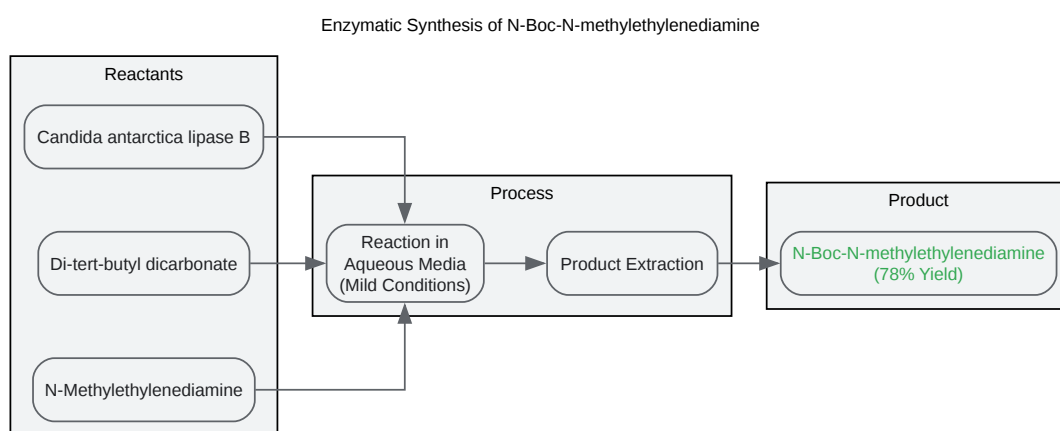 Enzymatic Synthesis of N-Boc-N-methylethylenediamine
Reactants
Candida antarctica lipase B
Di-tert-butyl dicarbonate
N-Methylethylenediamine
Process
Reaction in
Aqueous Media
(Mild Conditions)
Product Extraction
Product
N-Boc-N-methylethylenediamine
(78% Yield)